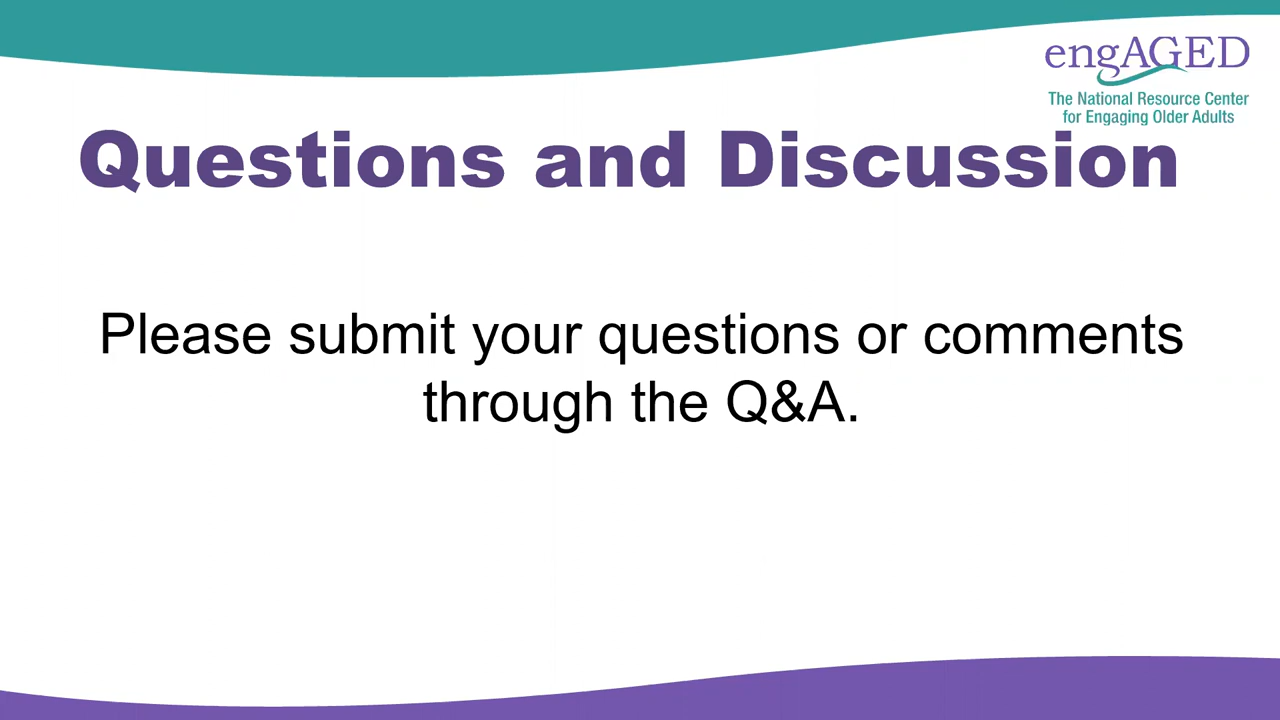 engAGED
The National Resource Center
for Engaging Older Adults
Questions and Discussion
Please submit your questions or comments
through the Q&A.